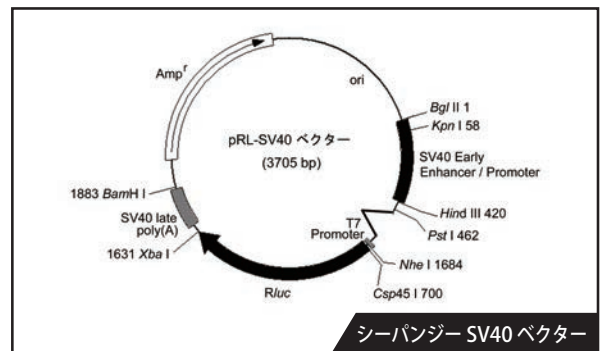 Ampʳ
ori
pRL-SV40 ベクター
(3705 bp)
Bgl II 1
Kpn I 58
SV40 Early
Enhancer / Promoter
Hind III 420
Pst I 462
T7
Promoter
Nhe I 1684
Csp45 I 700
Rluc
1631 Xba I
SV40 late
poly(A)
1883 BamH I
シーパンジー SV40 ベクター